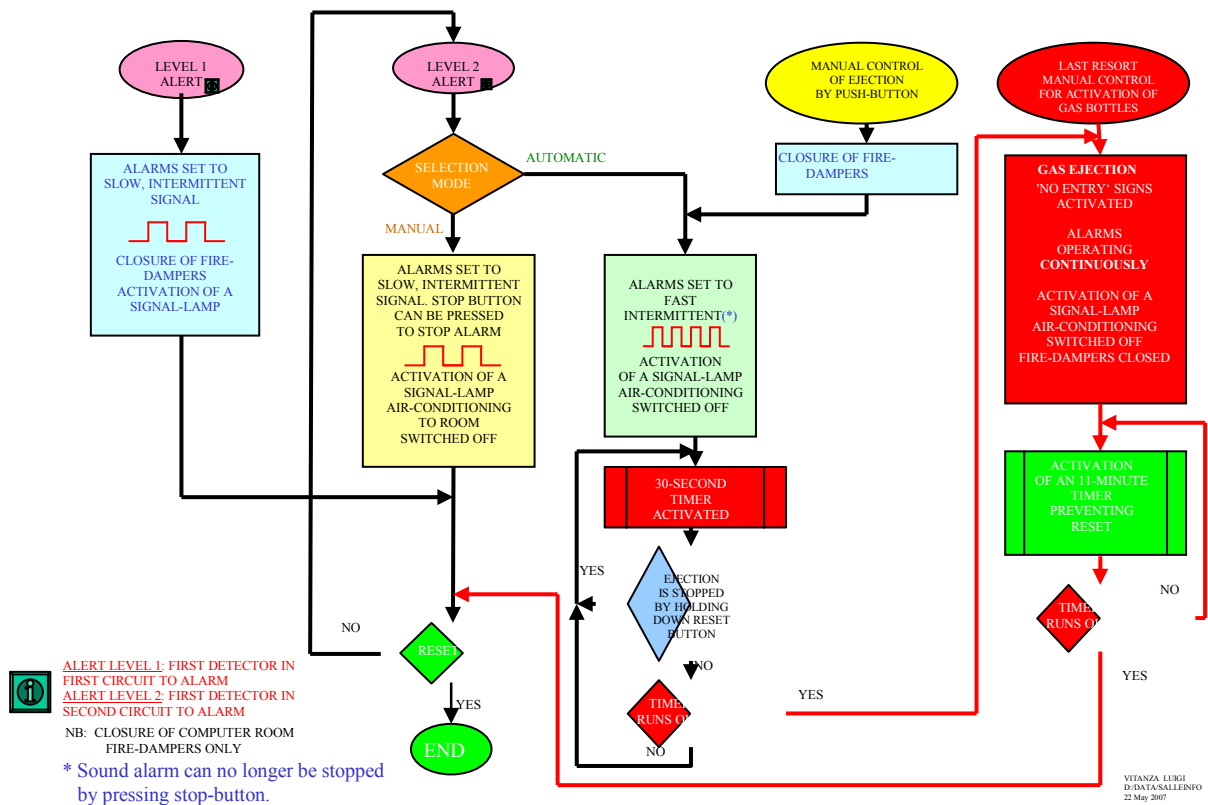 LEVEL 1
ALERT
LEVEL 2
ALERT
MANUAL CONTROL
OF EJECTION
BY PUSH-BUTTON
LAST RESORT
MANUAL CONTROL
FOR ACTIVATION OF
GAS BOTTLES
ALARMS SET TO
SLOW, INTERMITTENT
SIGNAL
CLOSURE OF FIRE-
DAMPERS
ACTIVATION OF A
SIGNAL-LAMP
SELECTION
MODE
AUTOMATIC
MANUAL
CLOSURE OF FIRE-
DAMPERS
GAS EJECTION
'NO ENTRY' SIGNS
ACTIVATED
ALARMS
OPERATING
CONTINUOUSLY
ACTIVATION OF A
SIGNAL-LAMP
AIR-CONDITIONING
SWITCHED OFF
FIRE-DAMPERS CLOSED
ALARMS SET TO
SLOW, INTERMITTENT
SIGNAL. STOP BUTTON
CAN BE PRESSED
TO STOP ALARM
ACTIVATION OF A
SIGNAL-LAMP
AIR-CONDITIONING
TO ROOM
SWITCHED OFF
ALARMS SET TO
FAST
INTERMITTENT(*)
ACTIVATION
OF A SIGNAL-LAMP
AIR-CONDITIONING
SWITCHED OFF
30-SECOND
TIMER
ACTIVATED
ACTIVATION
OF AN 11-MINUTE
TIMER
PREVENTING
RESET
YES
EJECTION
IS STOPPED
BY HOLDING
DOWN RESET
BUTTON
NO
TIME
RUNS O
YES
NO
TIME
RUNS O
NO
YES
NO
RESET
YES
END
i
ALERT LEVEL 1: FIRST DETECTOR IN
FIRST CIRCUIT TO ALARM
ALERT LEVEL 2: FIRST DETECTOR IN
SECOND CIRCUIT TO ALARM
NB: CLOSURE OF COMPUTER ROOM
FIRE-DAMPERS ONLY
* Sound alarm can no longer be stopped
by pressing stop-button.
VITANZA LUIGI
D:/DATA/SALLEINFO
22 May 2007